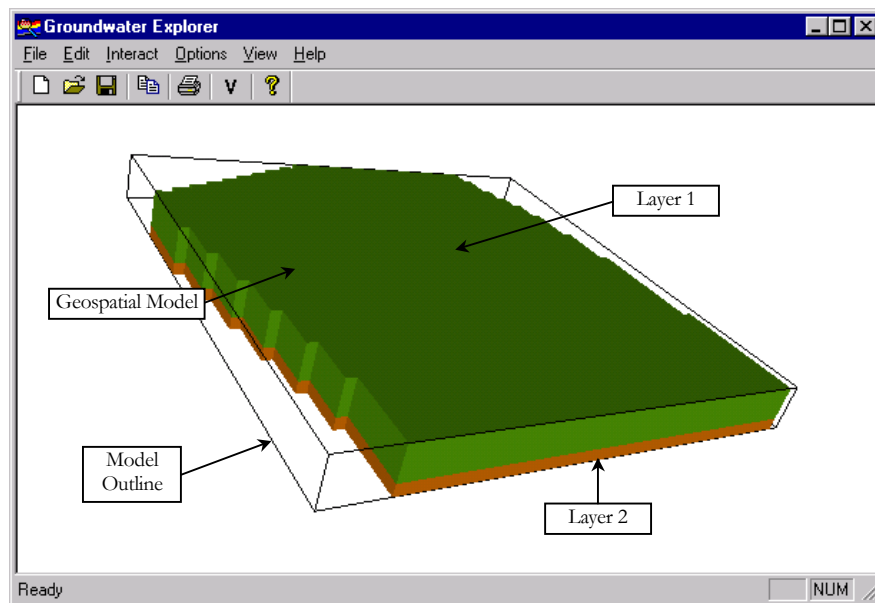 Groundwater Explorer
File Edit Interact Options View Help
V ?
Layer 1
Geospatial Model
Model
Outline
Layer 2
Ready NUM